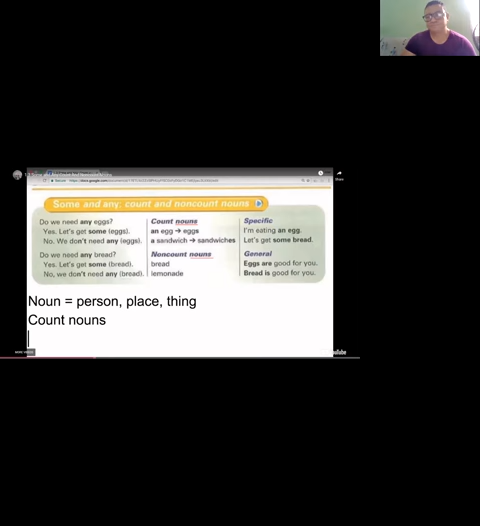 Share
Some and any; count and noncount nouns
Do we need any eggs?
Yes. Let's get some (eggs).
No. We don't need any (eggs).
Do we need any bread?
Yes. Let's get some (bread).
No, we don't need any (bread).
Count nouns
an egg → eggs
a sandwich → sandwiches
Noncount nouns
bread
lemonade
Specific
I'm eating an egg.
Let's get some bread.
General
Eggs are good for you.
Bread is good for you.
Noun = person, place, thing
Count nouns